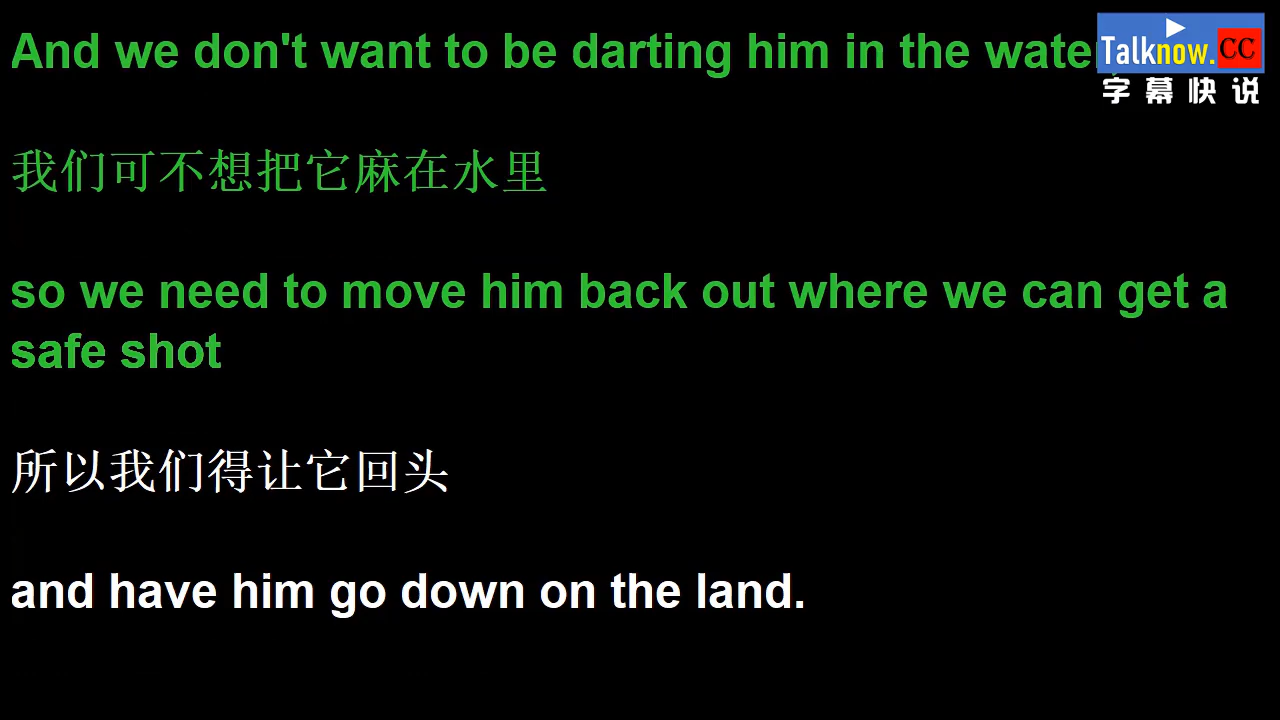 And we don't want to be darting him in the water,
Talknow.CC
字幕快说
我们可不想把它麻在水里
so we need to move him back out where we can get a
safe shot
所以我们得让它回头
and have him go down on the land.